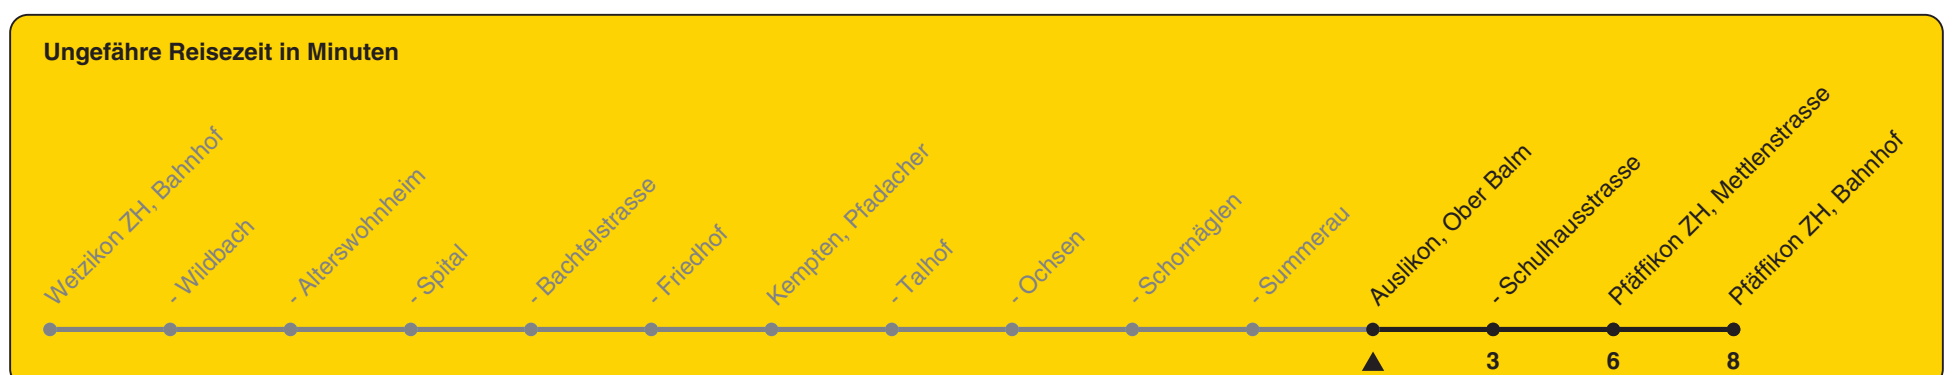 Ungefähre Reisezeit in Minuten
Wetzikon ZH, Bahnhof
- Wildbach
- Alterswohnheim
- Spital
- Bachtelstrasse
- Friedhof
Kempten, Pfadacher
- Talhof
- Ochsen
- Schornäglen
- Summerau
Auslikon, Ober Balm
- Schulhausstrasse
Pfäffikon ZH, Mettlenstrasse
Pfäffikon ZH, Bahnhof
3 6 8